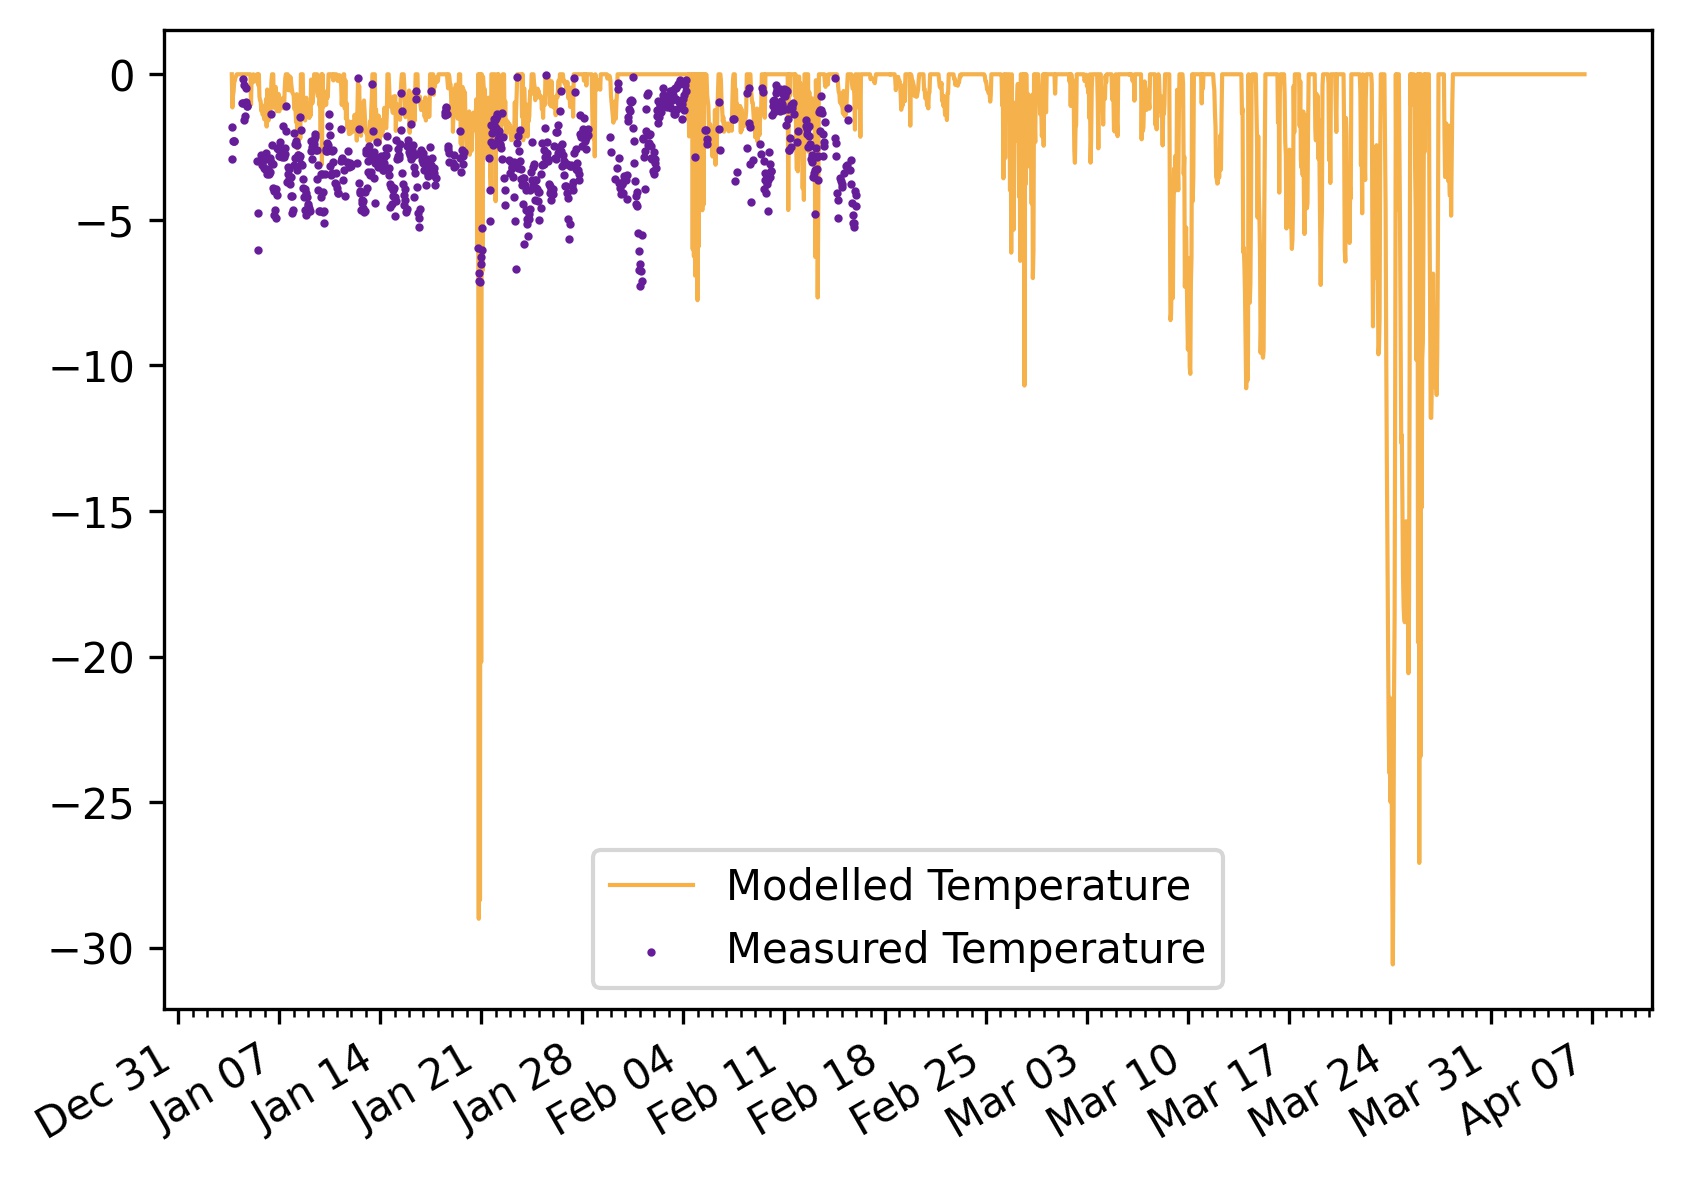 0
−5
−10
−15
−20
−25
−30
Modelled Temperature
Measured Temperature
Dec 31
Jan 07
Jan 14
Jan 21
Jan 28
Feb 04
Feb 11
Feb 18
Feb 25
Mar 03
Mar 10
Mar 17
Mar 24
Mar 31
Apr 07